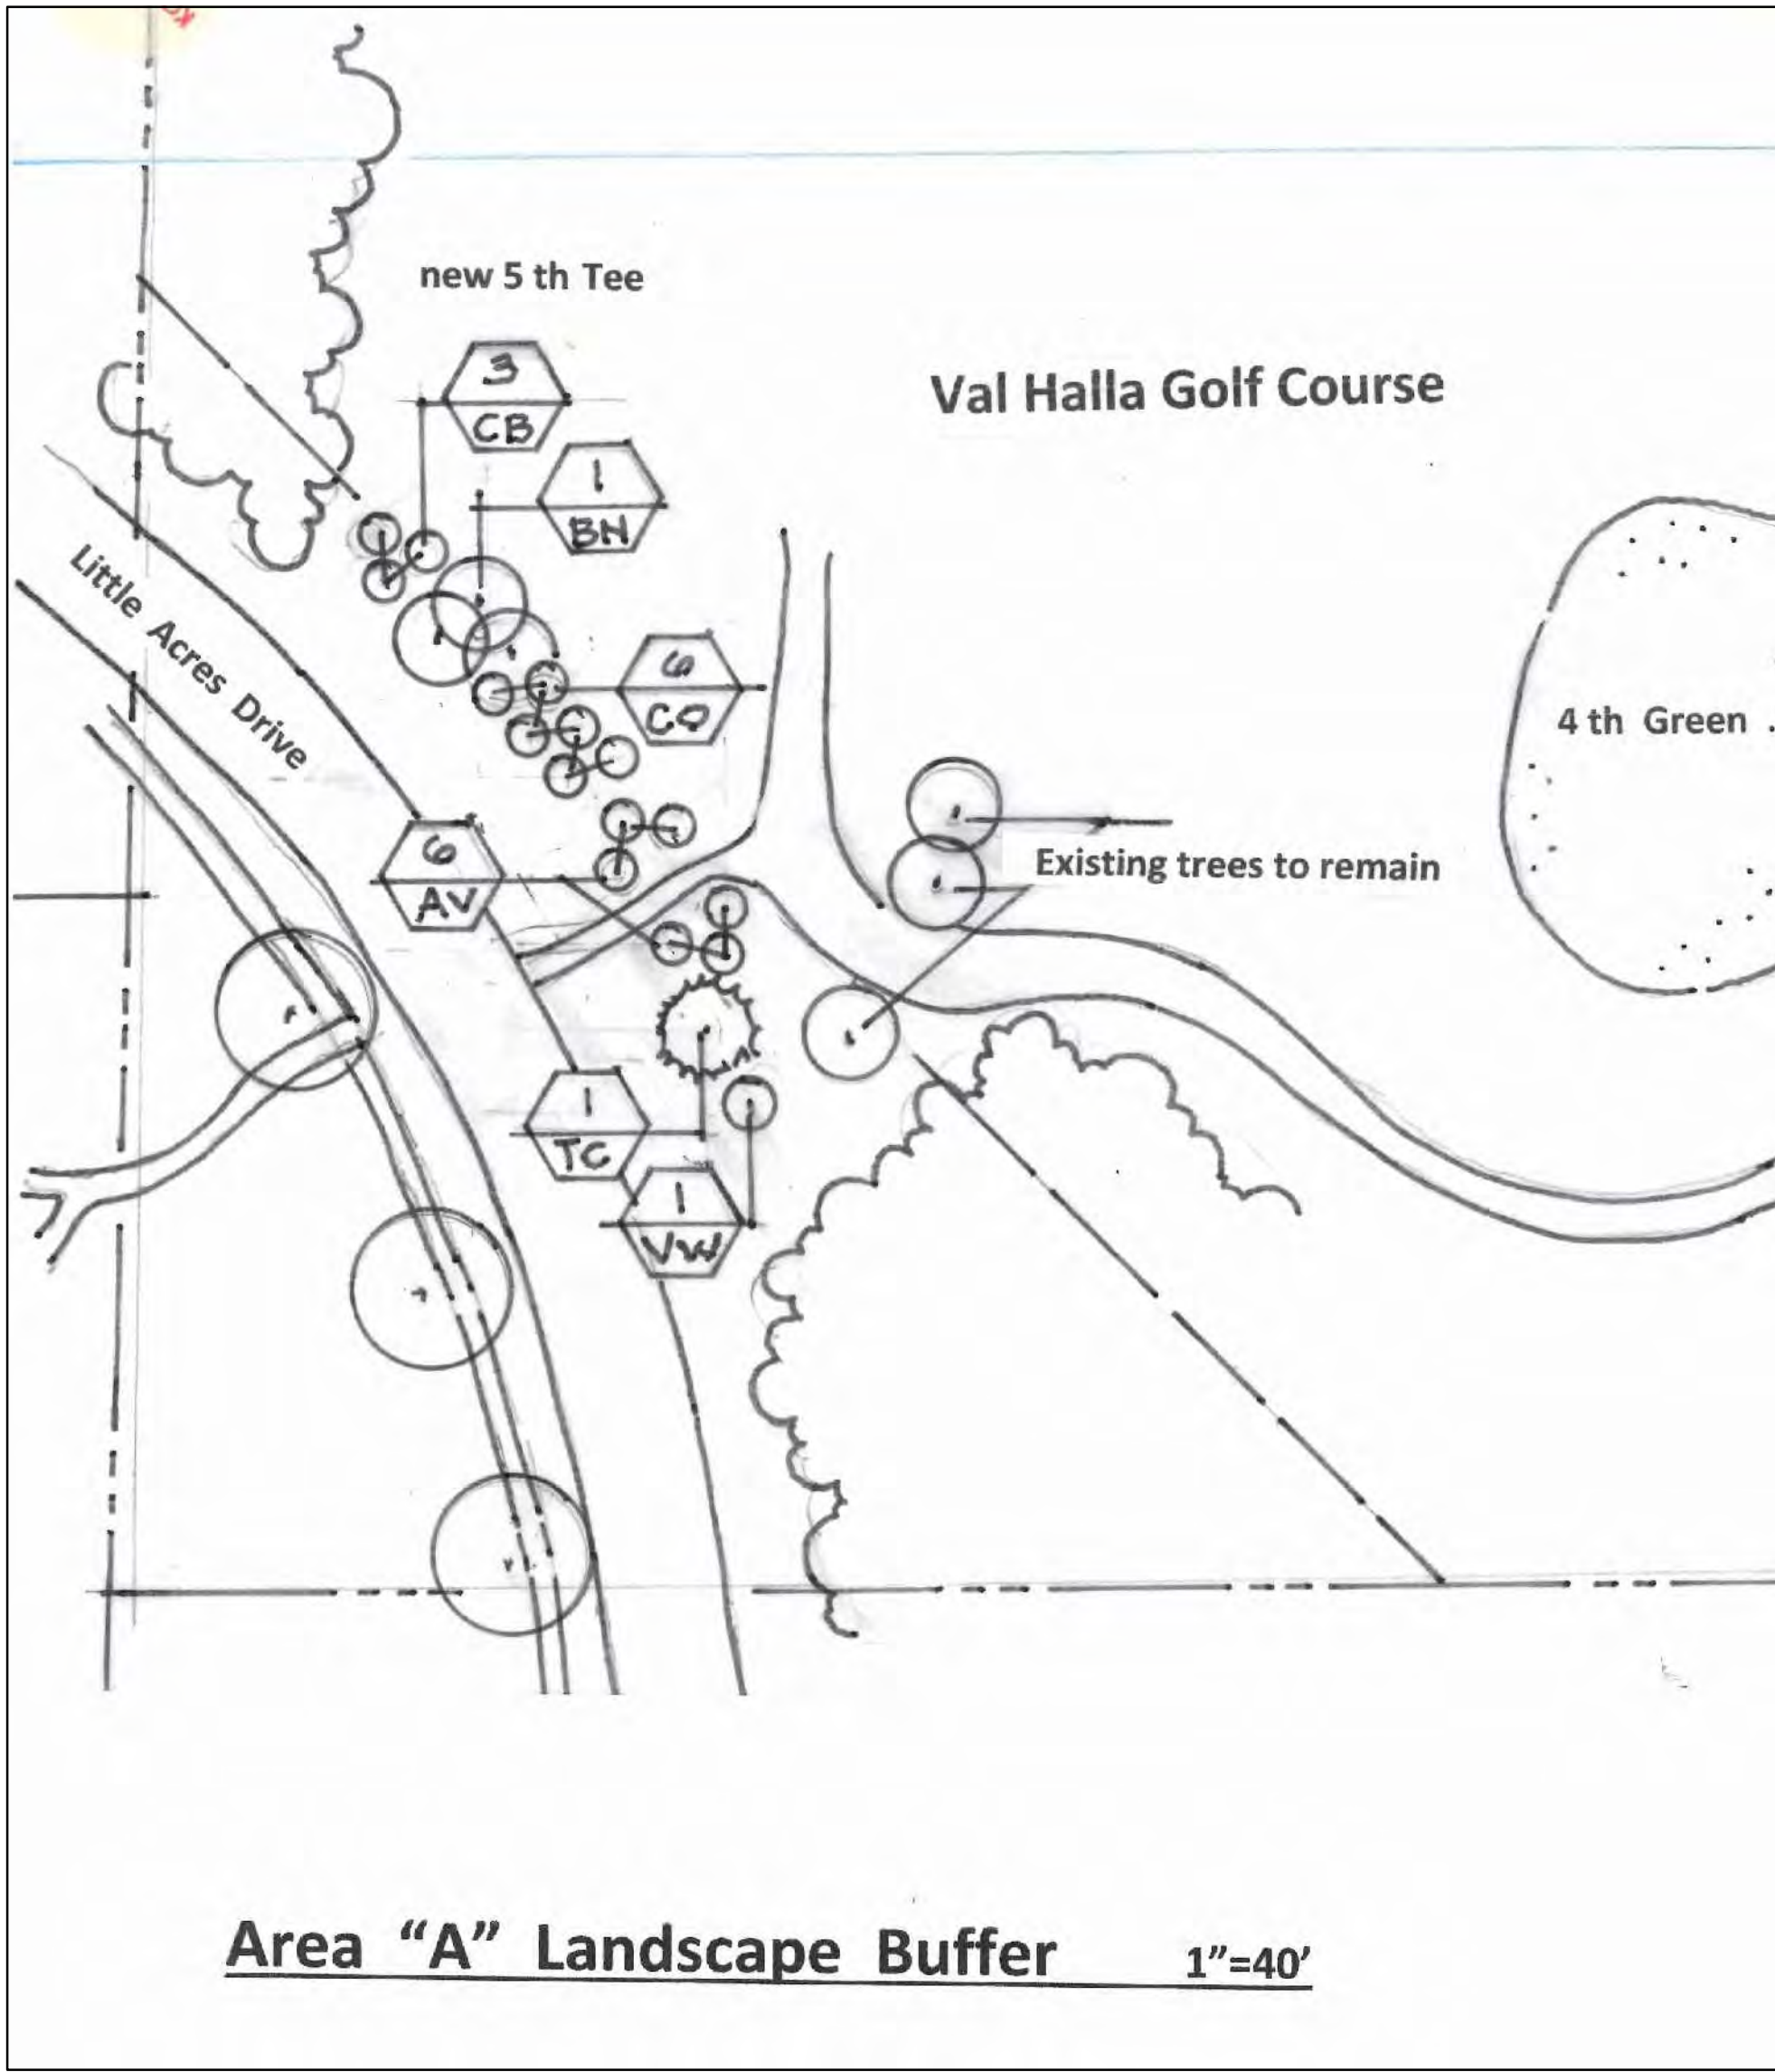 new 5 th Tee
3
CB
Val Halla Golf Course
1
BN
Little Acres Drive
6
CO
4 th Green
6
AV
Existing trees to remain
1
TC
1
VW
Area “A” Landscape Buffer 1”=40’